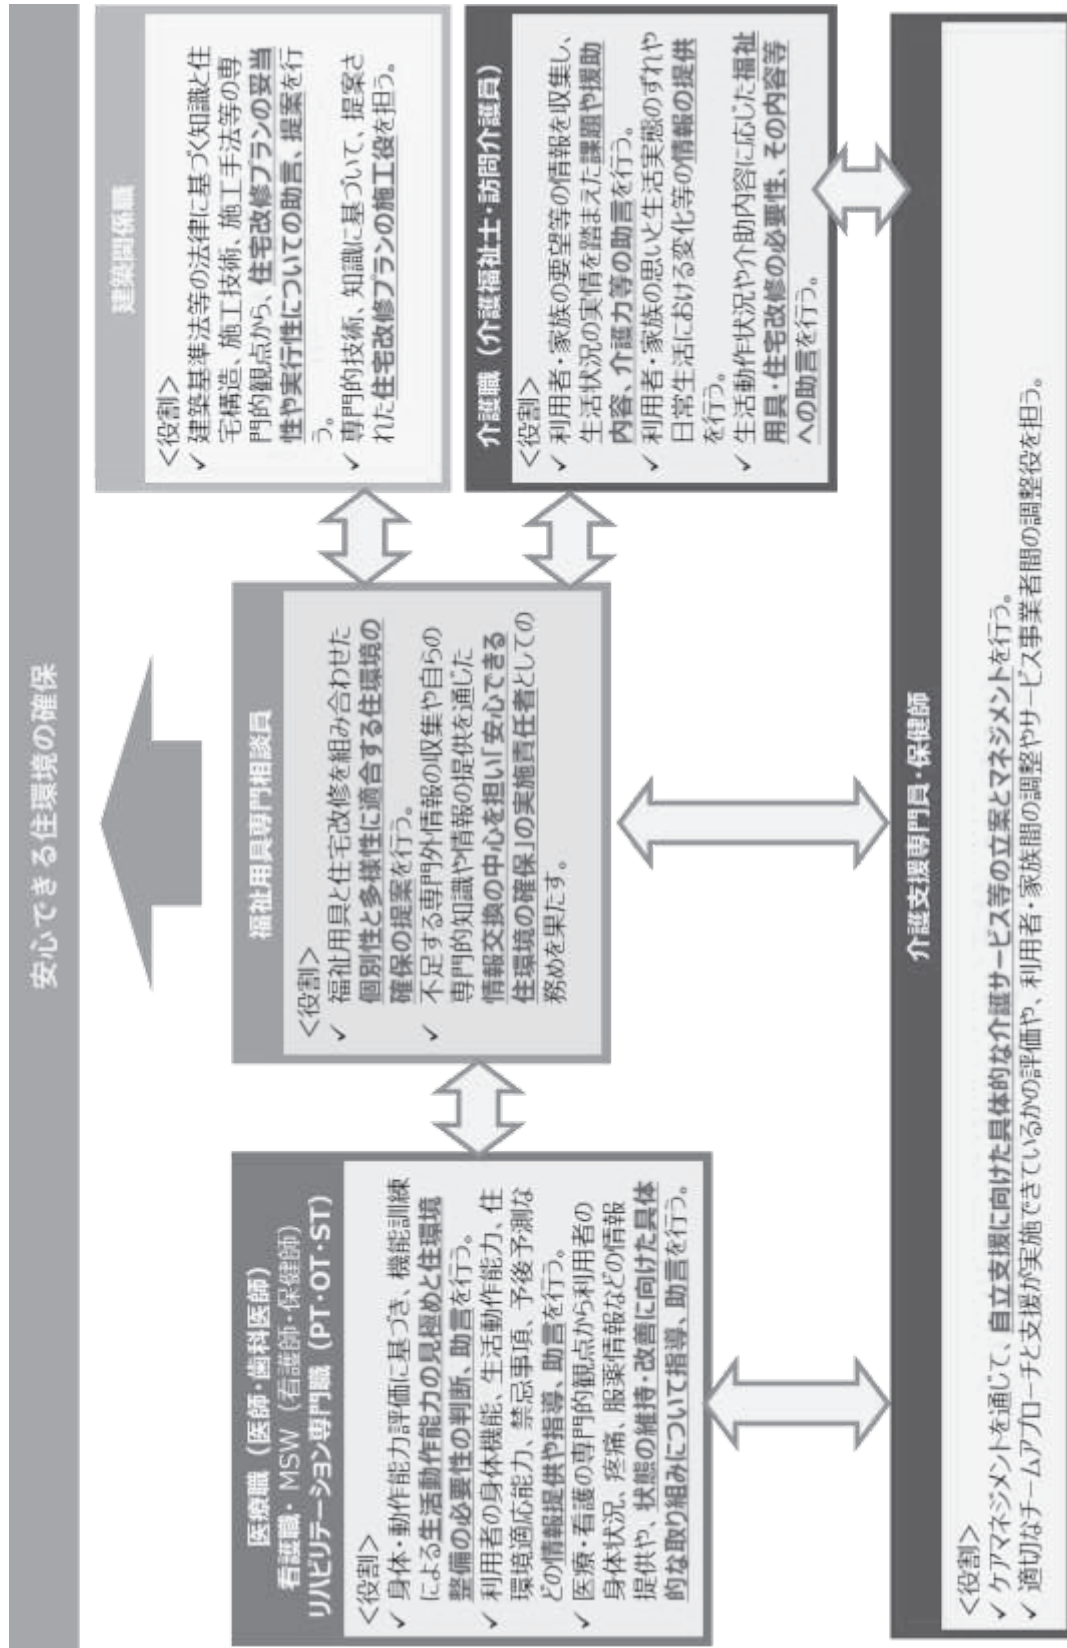 安心できる住環境の確保
医療職（医師・歯科医師）
看護職・MSW（看護師・保健師）
リハビリテーション専門職（PT・OT・ST）
＜役割＞
✓ 身体・動作能力評価に基づき、機能訓練
による生活動作能力の見極めと住環境
整備の必要性の判断、助言を行う。
✓ 利用者の身体機能、生活動作能力、住
環境適応能力、禁忌事項、予後予測な
どの情報提供や指導、助言を行う。
✓ 医療・看護の専門的観点から利用者の
身体状況、疼痛、服薬情報などの情報
提供や、状態の維持・改善に向けた具体
的な取り組みについて指導、助言を行う。
福祉用具専門相談員
＜役割＞
✓ 福祉用具と住宅改修を組み合わせた
個別性と多様性に適合する住環境の
確保の提案を行う。
✓ 不足する専門外情報の収集や自らの
専門的知識や情報の提供を通じた
情報交換の中心を担い「安心できる
住環境の確保」の実施責任者としての
務めを果たす。
建築関係職
＜役割＞
✓ 建築基準法等の法律に基づく知識と住
宅構造、施工技術、施工手法等の専
門的観点から、住宅改修プランの妥当
性や実行性についての助言、提案を行
う。
✓ 専門的技術、知識に基づいて、提案さ
れた住宅改修プランの施工役を担う。
介護職（介護福祉士・訪問介護員）
＜役割＞
✓ 利用者・家族の要望等の情報を収集し、
生活状況の実情を踏まえた課題や援助
内容、介護力等の助言を行う。
✓ 利用者・家族の思いと生活実態のずれや
日常生活における変化等の情報の提供
を行う。
✓ 生活動作状況や介助内容に応じた福祉
用具・住宅改修の必要性、その内容等
への助言を行う。
介護支援専門員・保健師
＜役割＞
✓ ケアマネジメントを通じて、自立支援に向けた具体的な介護サービス等の立案とマネジメントを行う。
✓ 適切なチームアプローチと支援が実施できているかの評価や、利用者・家族間の調整やサービス事業者間の調整役を担う。